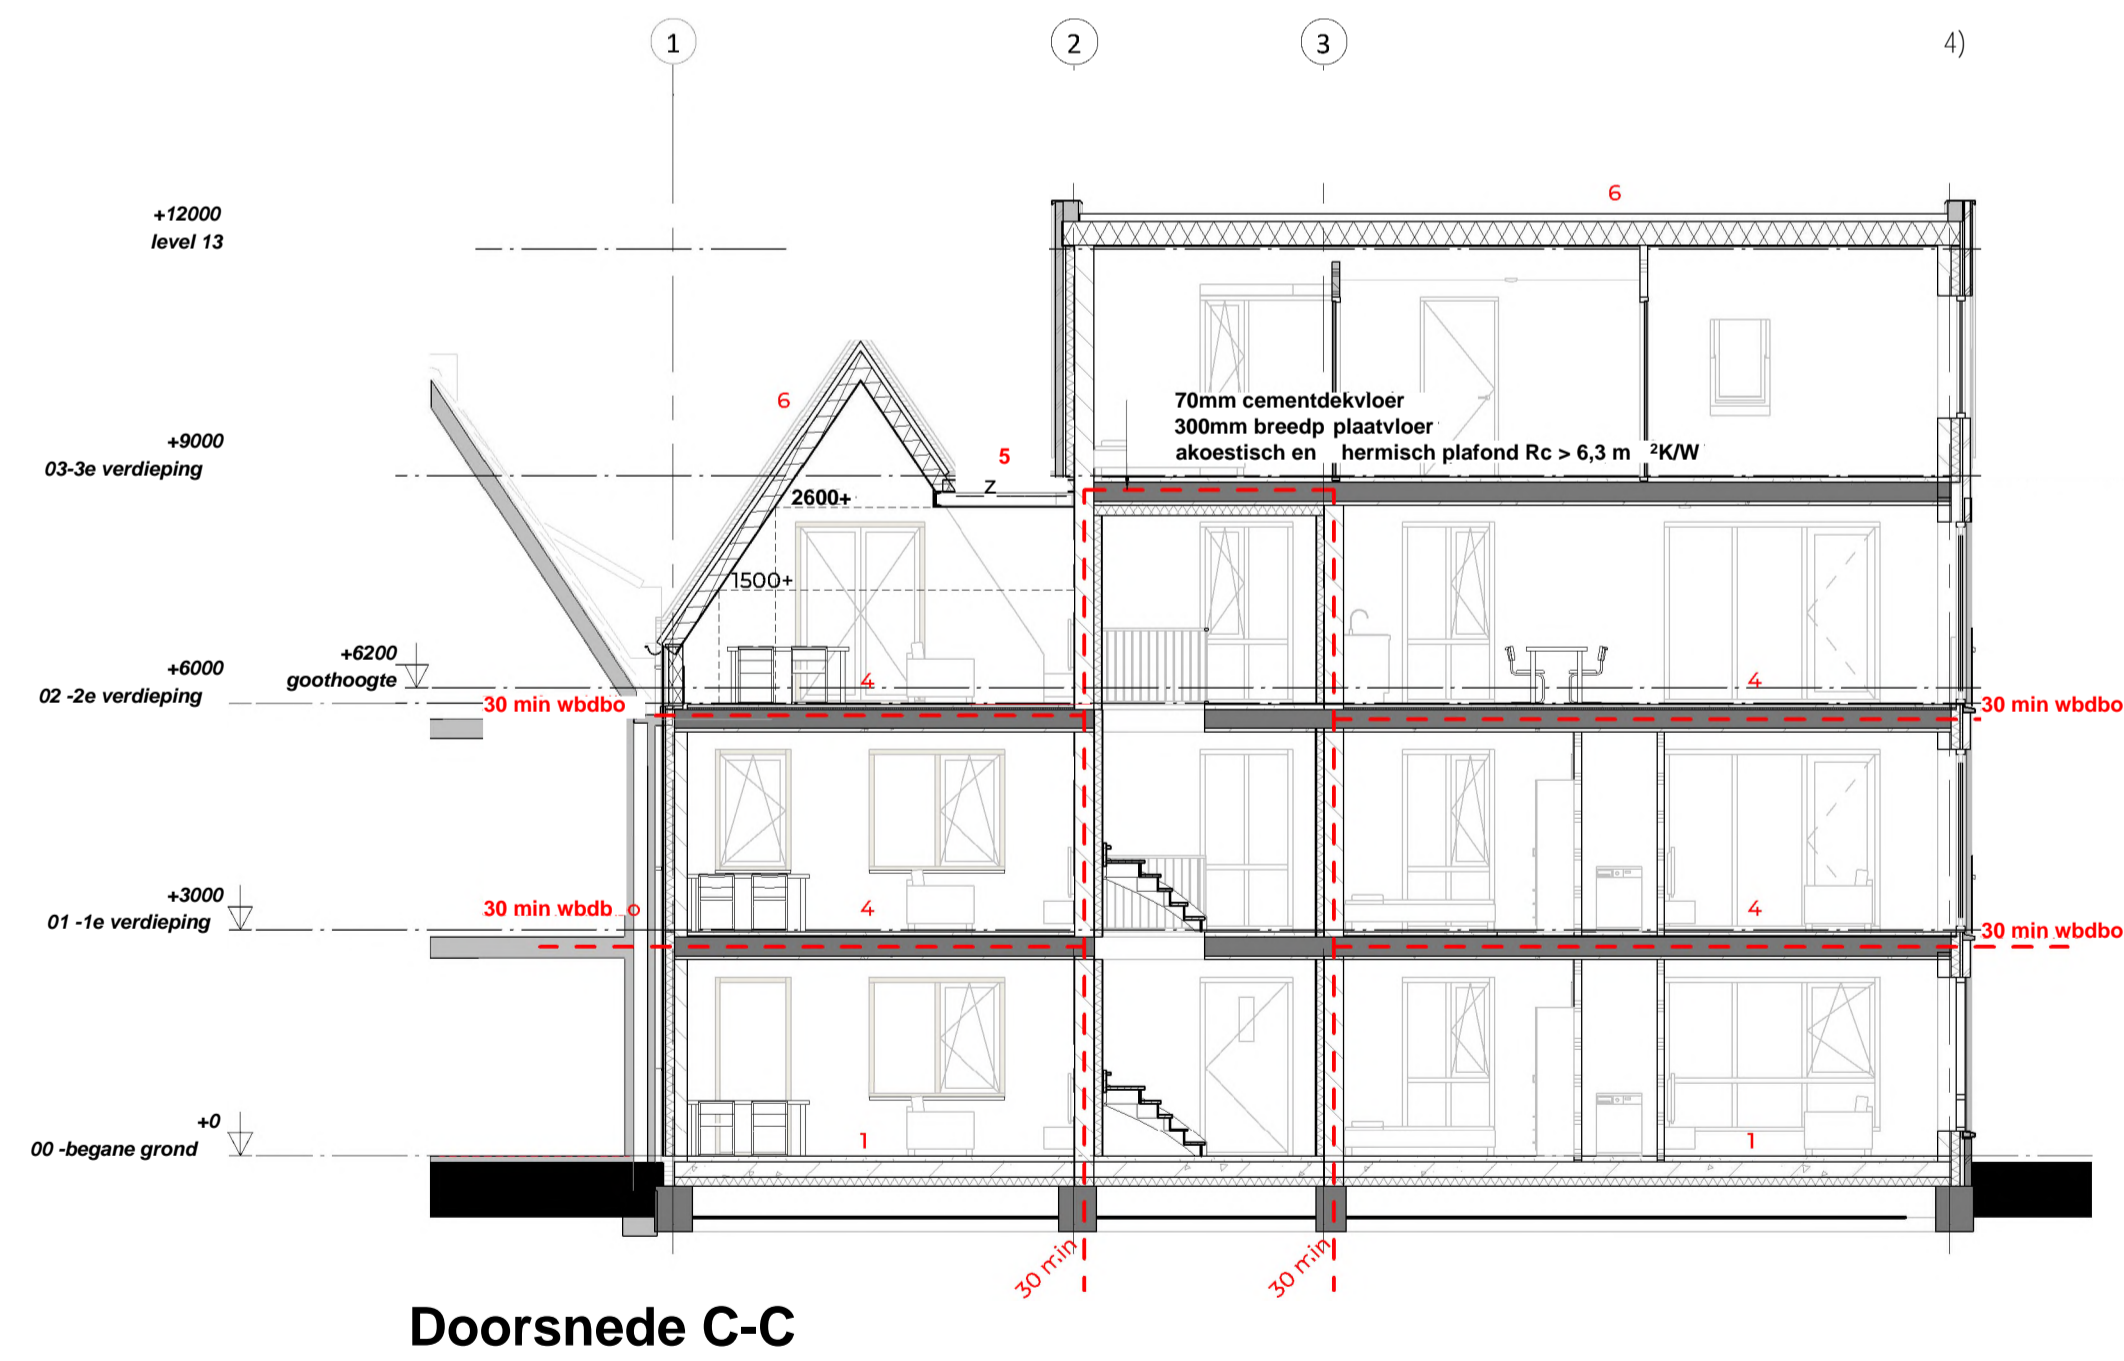 1
2
3
4)
+12000
level 13
6
6
+9000
03-3e verdieping
5
70mm cementdekvloer
300mm breedp plaatvloer
akoestisch en hermisch plafond Rc > 6,3 m ²K/W
z
2600+
1500+
+6200
goothoogte
+6000
02 -2e verdieping
4
4
30 min wbdbo
30 min wbdbo
+3000
01 -1e verdieping
30 min wbdb o
4
4
30 min wbdbo
+0
00 -begane grond
1
1
30 min
30 min
Doorsnede C-C